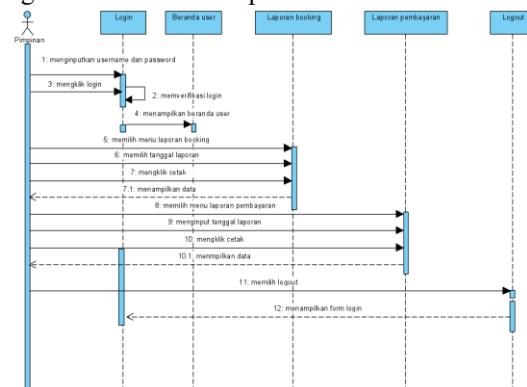 Login
Beranda user
Laporan booking
Laporan pembayaran
Logout
Pimpinan
1: menginputkan username dan password
3: mengklik login
2: memverifikasi login
4: menampilkan beranda user
5: memilih menu laporan booking
6: memilih tanggal laporan
7: mengklik cetak
7.1: menampilkan data
8: memilih menu laporan pembayaran
9: menginput tanggal laporan
10: mengklik cetak
10.1: menmpilkan data
11: memilih logout
12: menampilkan form login